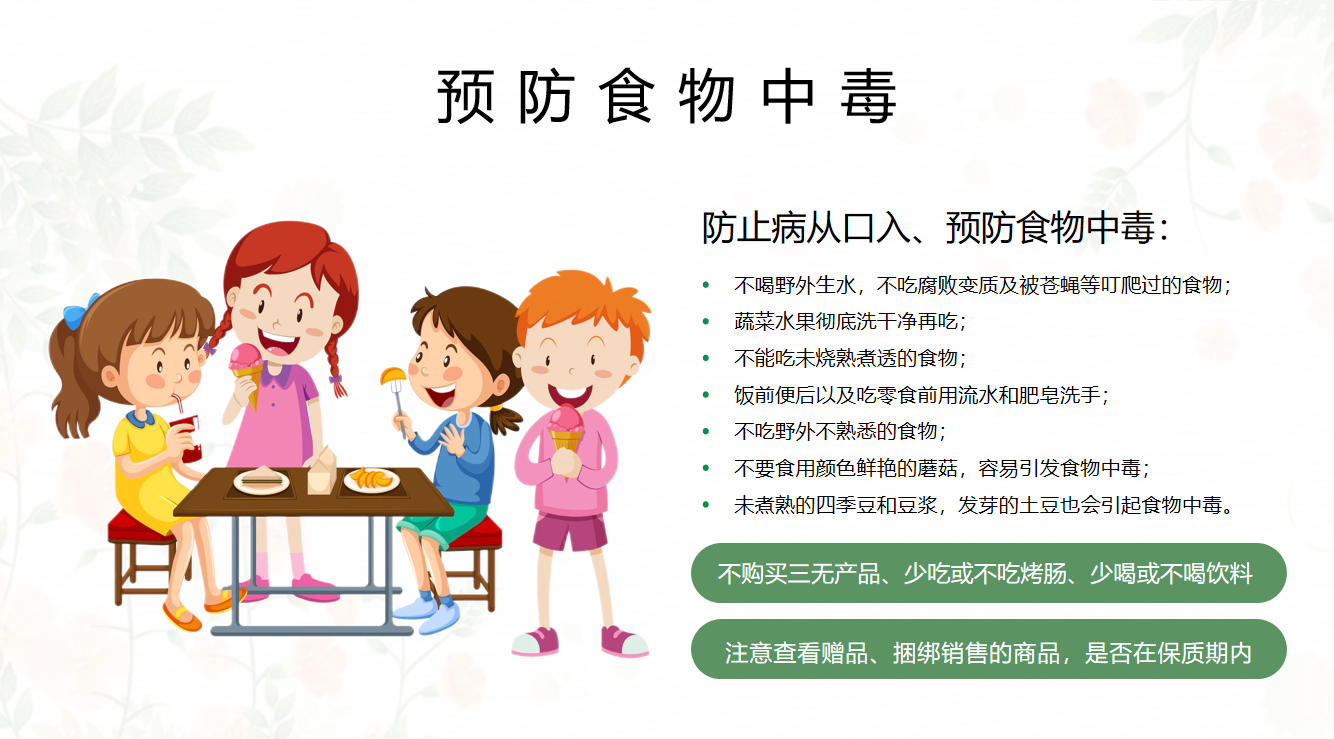 预防食物中毒
防止病从口入、预防食物中毒：
• 不喝野外生水，不吃腐败变质及被苍蝇等叮爬过的食物；
• 蔬菜水果彻底洗干净再吃；
• 不能吃未烧熟煮透的食物；
• 饭前便后以及吃零食前用流水和肥皂洗手；
• 不吃野外不熟悉的食物；
• 不要食用颜色鲜艳的蘑菇，容易引发食物中毒；
• 未煮熟的四季豆和豆浆，发芽的土豆也会引起食物中毒。
不购买三无产品、少吃或不吃烤肠、少喝或不喝饮料
注意查看赠品、捆绑销售的商品，是否在保质期内